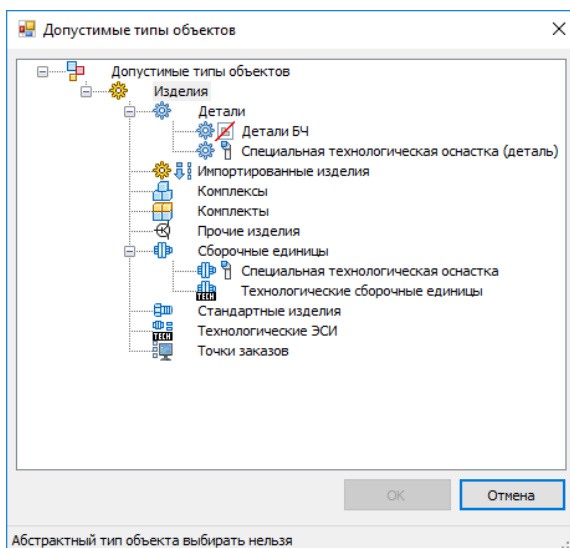 Допустимые типы объектов
Допустимые типы объектов
Изделия
Детали
Детали БЧ
Специальная технологическая оснастка (деталь)
Импортированные изделия
Комплексы
Комплекты
Прочие изделия
Сборочные единицы
Специальная технологическая оснастка
TECH Технологические сборочные единицы
Стандартные изделия
TECH Технологические ЭСИ
Точки заказов
ОК Отмена
Абстрактный тип объекта выбирать нельзя